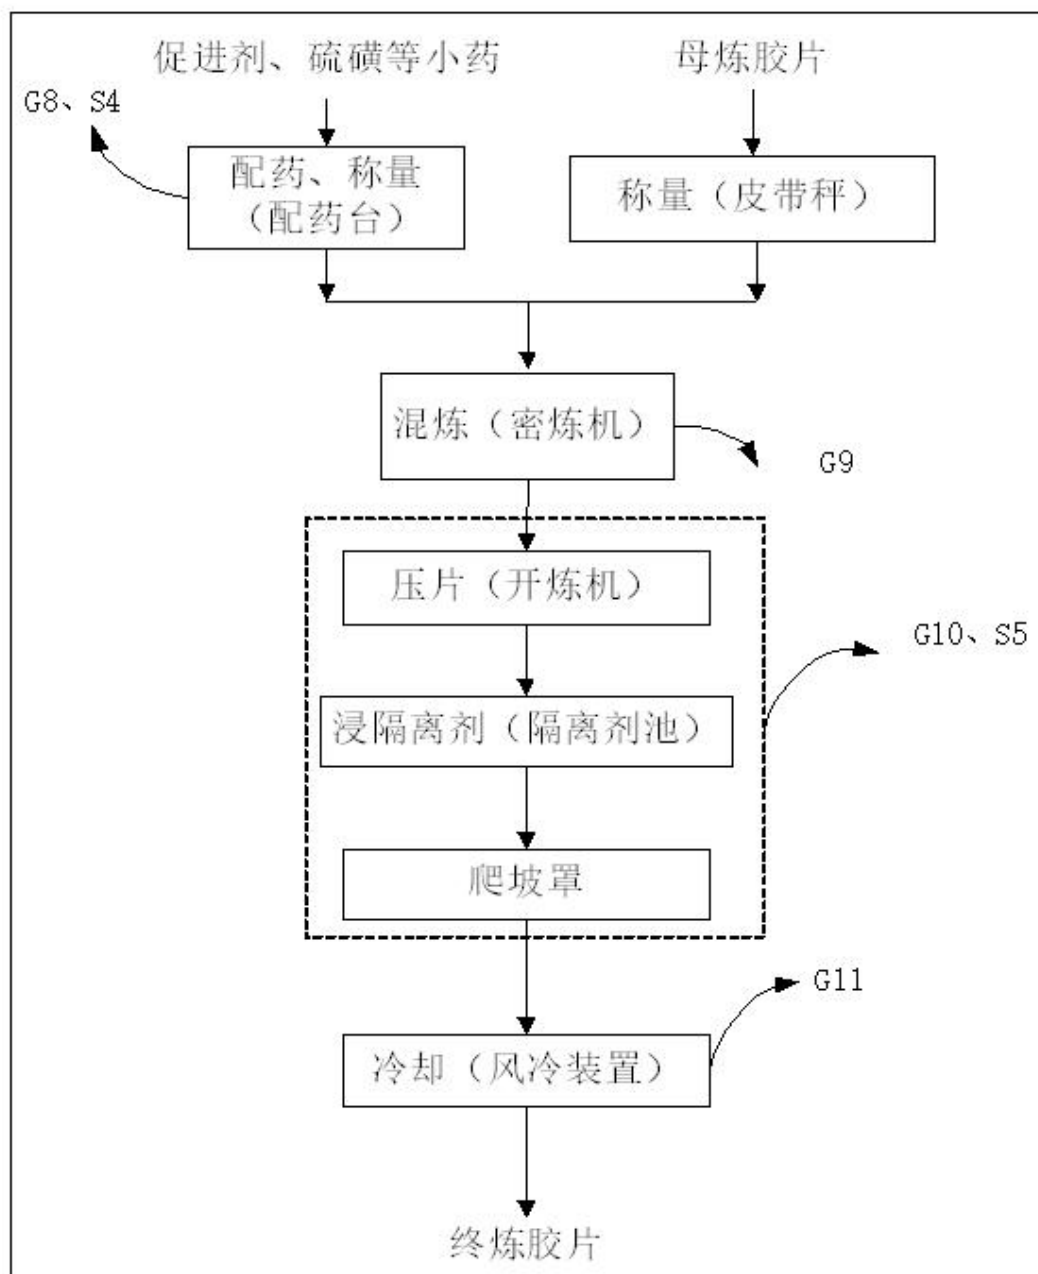 促进剂、硫磺等小药
母炼胶片
G8、S4
配药、称量
（配药台）
称量（皮带秤）
混炼（密炼机）
G9
压片（开炼机）
G10、S5
浸隔离剂（隔离剂池）
爬坡罩
G11
冷却（风冷装置）
终炼胶片